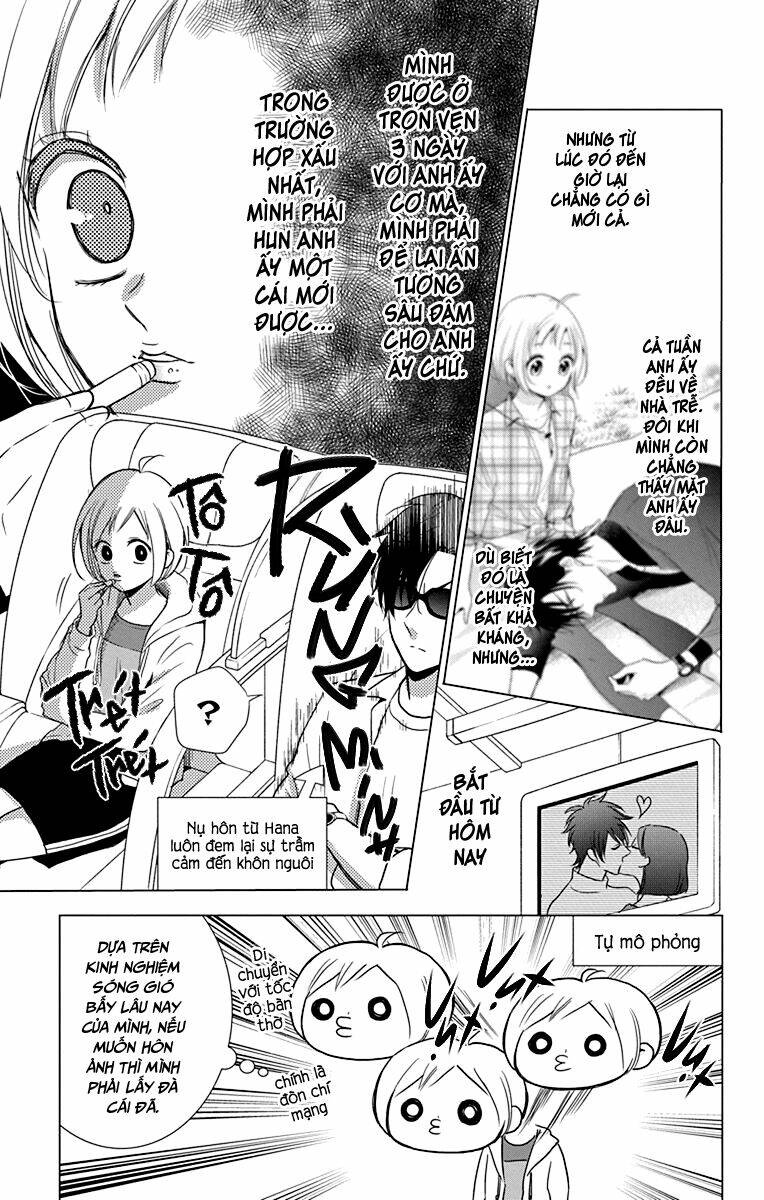 NHƯNG TỪ
LÚC ĐÓ ĐẾN
GIỜ LẠI
CHẲNG CÓ GÌ
MỚI CẢ.
CẢ TUẦN
ANH ẤY
ĐỀU VỀ
NHÀ TRỄ.
ĐÔI KHI
MÌNH CÒN
CHẲNG
THẤY MẶT
ANH ẤY
ĐÂU.
DÙ BIẾT
ĐÓ LÀ
CHUYỆN
BẤT KHẢ
KHÁNG,
NHƯNG...
MÌNH
ĐƯỢC Ở
TRỌN VẸN
3 NGÀY
VỚI ANH ẤY
CƠ MÀ,
MÌNH PHẢI
ĐỂ LẠI ẤN
TƯƠNG
SÂU ĐẬM
CHO ANH
ẤY CHỨ.
TRONG
TRƯỜNG
HỢP XẤU
NHẤT,
MÌNH PHẢI
HUN ANH
ẤY MỘT
CÁI MỚI
ĐƯỢC...
BẮT
ĐẦU TỪ
HÔM
NAY
RÙNG MÌNH
TÔ
TÔ
Trét
Trét
?
Nụ hôn từ Hana
luôn đem lại sự trầm
cảm đến khôn nguôi
Tự mô phỏng
Vụt
Vụt
Vụt
Di
chuyển
với tốc
độ bàn
thờ
chính là
đòn chí
mạng
DỰA TRÊN
KINH NGHIỆM
SÓNG GIÓ
BẤY LÂU NAY
CỦA MÌNH, NẾU
MUỐN HÔN
ẢNH THÌ MÌNH
PHẢI LẤY ĐÀ
CÁI ĐÃ.